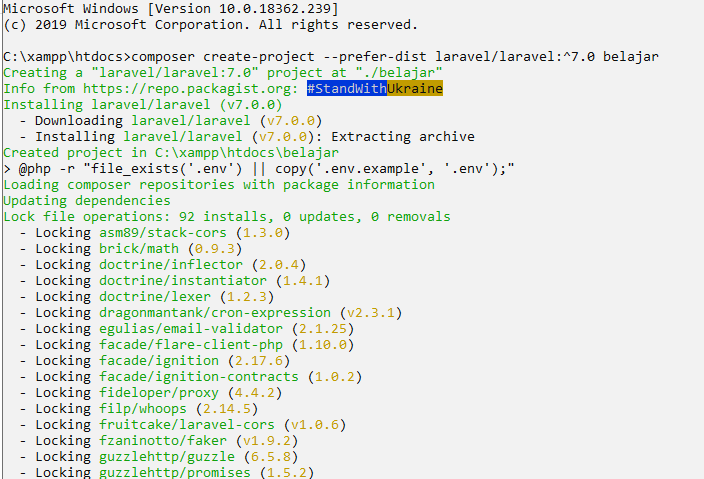 Microsoft Windows [Version 10.0.18362.239]
(c) 2019 Microsoft Corporation. All rights reserved.
C:\xampp\htdocs>composer create-project --prefer-dist laravel/laravel:^7.0 belajar
Creating a "laravel/laravel:7.0" project at "./belajar"
Info from https://repo.packagist.org: #StandWithUkraine
Installing laravel/laravel (v7.0.0)
- Downloading laravel/laravel (v7.0.0)
- Installing laravel/laravel (v7.0.0): Extracting archive
Created project in C:\xampp\htdocs\belajar
> @php -r "file_exists('.env') || copy('.env.example', '.env');"
Loading composer repositories with package information
Updating dependencies
Lock file operations: 92 installs, 0 updates, 0 removals
- Locking asm89/stack-cors (1.3.0)
- Locking brick/math (0.9.3)
- Locking doctrine/inflector (2.0.4)
- Locking doctrine/instantiator (1.4.1)
- Locking doctrine/lexer (1.2.3)
- Locking dragonmantank/cron-expression (v2.3.1)
- Locking egulias/email-validator (2.1.25)
- Locking facade/flare-client-php (1.10.0)
- Locking facade/ignition (2.17.6)
- Locking facade/ignition-contracts (1.0.2)
- Locking fideloper/proxy (4.4.2)
- Locking filp/whoops (2.14.5)
- Locking fruitcake/laravel-cors (v1.0.6)
- Locking fzaninotto/faker (v1.9.2)
- Locking guzzlehttp/guzzle (6.5.8)
- Locking guzzlehttp/promises (1.5.2)